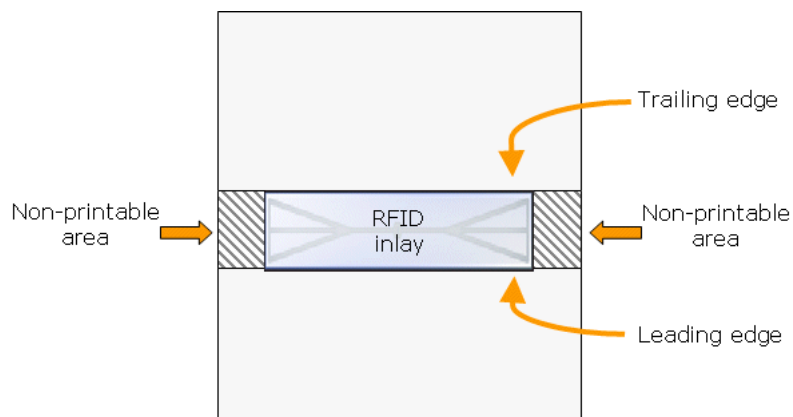 Trailing edge
Non-printable
area
RFID
inlay
Non-printable
area
Leading edge